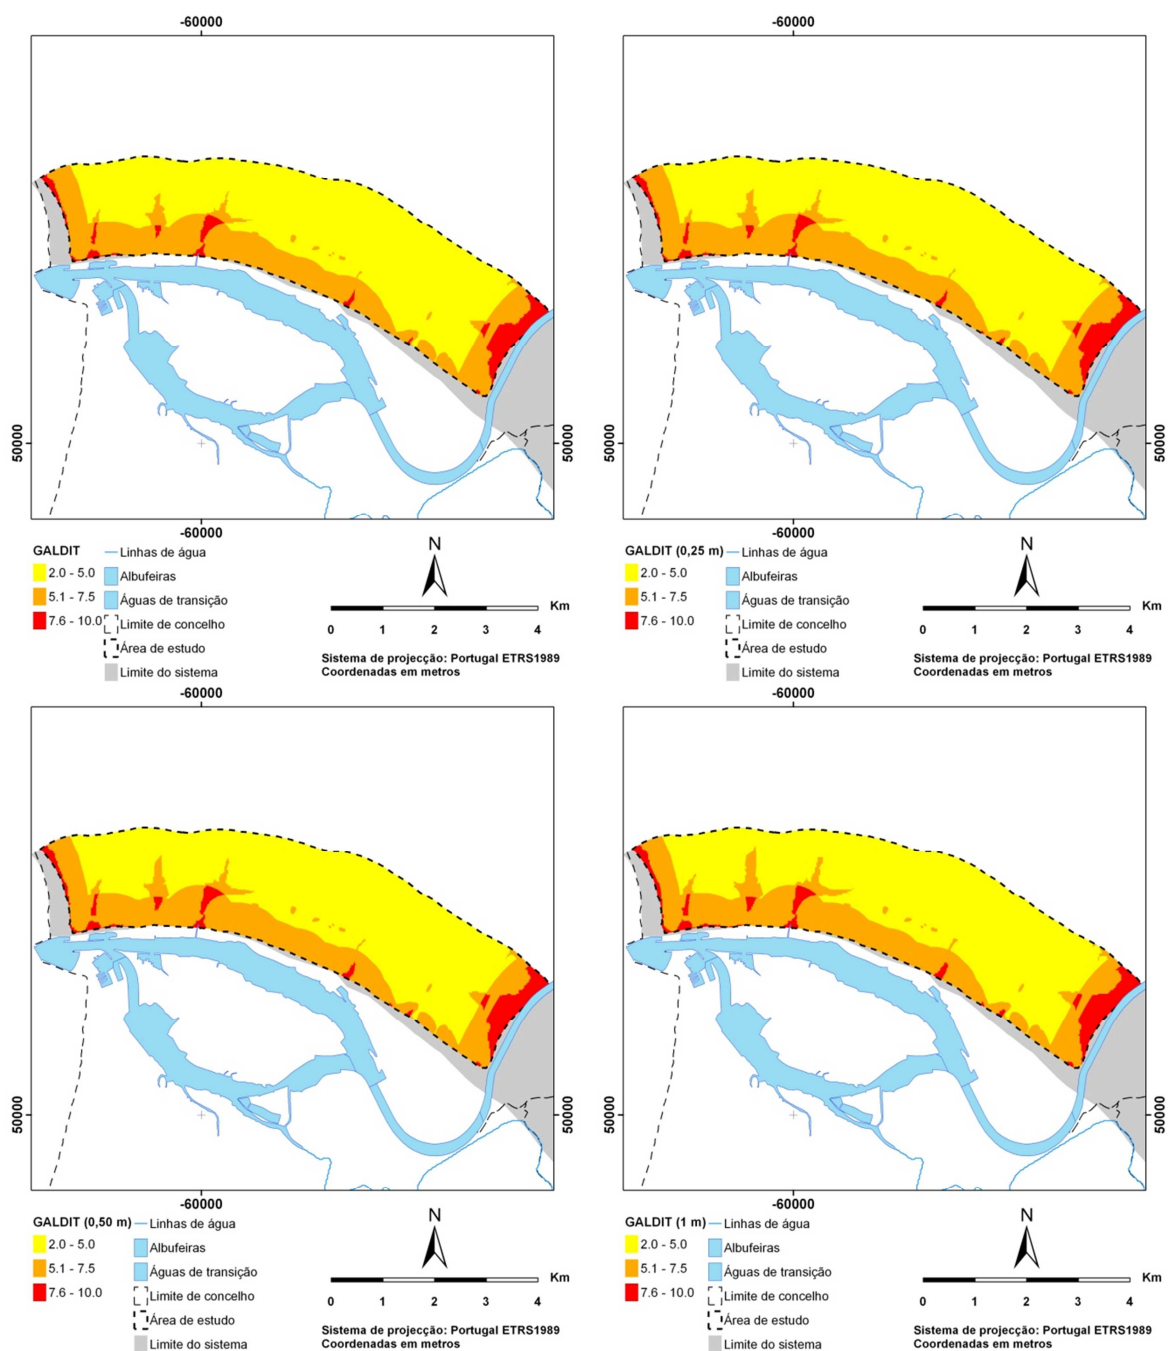 -60000
50000
50000
-60000
GALDIT
2.0 - 5.0
5.1 - 7.5
7.6 - 10.0
Linhas de água
Albufeiras
Águas de transição
Limite de concelho
Área de estudo
Limite do sistema
N
Km
0 1 2 3 4
Sistema de projecção: Portugal ETRS1989
Coordenadas em metros
-60000
50000
50000
-60000
GALDIT (0,25 m)
2.0 - 5.0
5.1 - 7.5
7.6 - 10.0
Linhas de água
Albufeiras
Águas de transição
Limite de concelho
Área de estudo
Limite do sistema
N
Km
0 1 2 3 4
Sistema de projecção: Portugal ETRS1989
Coordenadas em metros
-60000
50000
50000
-60000
GALDIT (0,50 m)
2.0 - 5.0
5.1 - 7.5
7.6 - 10.0
Linhas de água
Albufeiras
Águas de transição
Limite de concelho
Área de estudo
Limite do sistema
N
Km
0 1 2 3 4
Sistema de projecção: Portugal ETRS1989
Coordenadas em metros
-60000
50000
50000
-60000
GALDIT (1 m)
2.0 - 5.0
5.1 - 7.5
7.6 - 10.0
Linhas de água
Albufeiras
Águas de transição
Limite de concelho
Área de estudo
Limite do sistema
N
Km
0 1 2 3 4
Sistema de projecção: Portugal ETRS1989
Coordenadas em metros